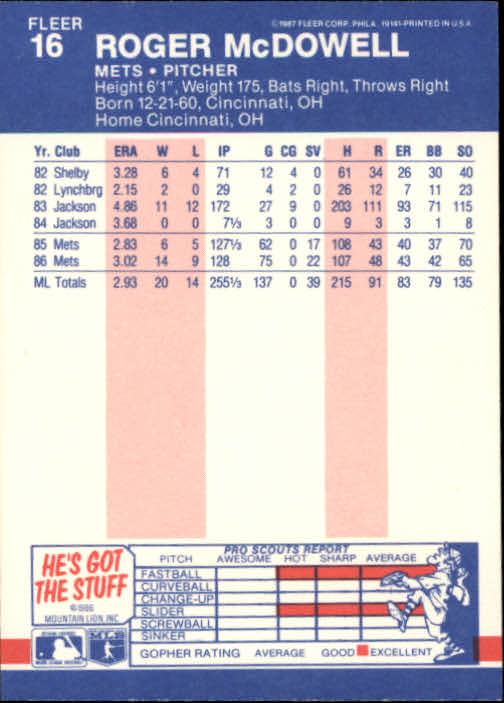 FLEER
16 ROGER McDOWELL
©1987 FLEER CORP., PHILA. 19141-PRINTED IN U.S.A.
METS • PITCHER
Height 6'1", Weight 175, Bats Right, Throws Right
Born 12-21-60, Cincinnati, OH
Home Cincinnati, OH
Yr. Club ERA W L IP G CG SV H R ER BB SO
82 Shelby 3.28 6 4 71 12 4 0 61 34 26 30 40
82 Lynchbrg 2.15 2 0 29 4 2 0 26 12 7 11 23
83 Jackson 4.86 11 12 172 27 9 0 203 111 93 71 115
84 Jackson 3.68 0 0 7⅓ 3 0 0 9 3 3 1 8
85 Mets 2.83 6 5 127⅓ 62 0 17 108 43 40 37 70
86 Mets 3.02 14 9 128 75 0 22 107 48 43 42 65
ML Totals 2.93 20 14 255⅓ 137 0 39 215 91 83 79 135
HE'S GOT
THE STUFF
©1986
MOUNTAIN LION, INC
PRO SCOUTS REPORT
PITCH AWESOME HOT SHARP AVERAGE
FASTBALL
CURVEBALL
CHANGE-UP
SLIDER
SCREWBALL
SINKER
GOPHER RATING AVERAGE GOOD EXCELLENT